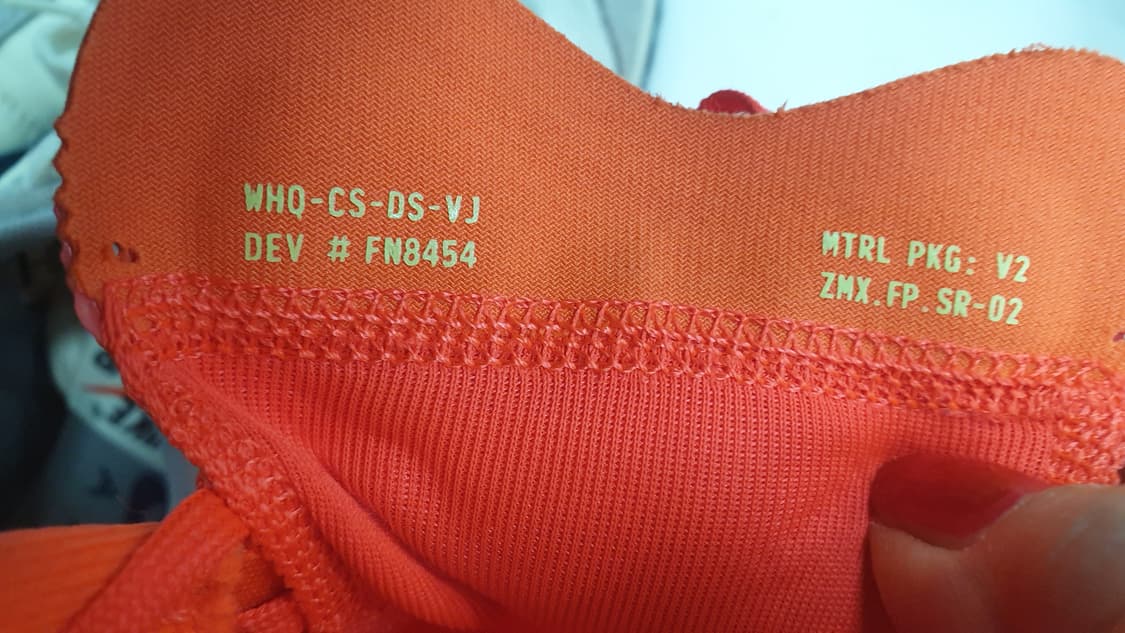 WHQ-CS-DS-VJ
DEV # FN8454
MTRL PKG: V2
ZMX.FP.SR-02